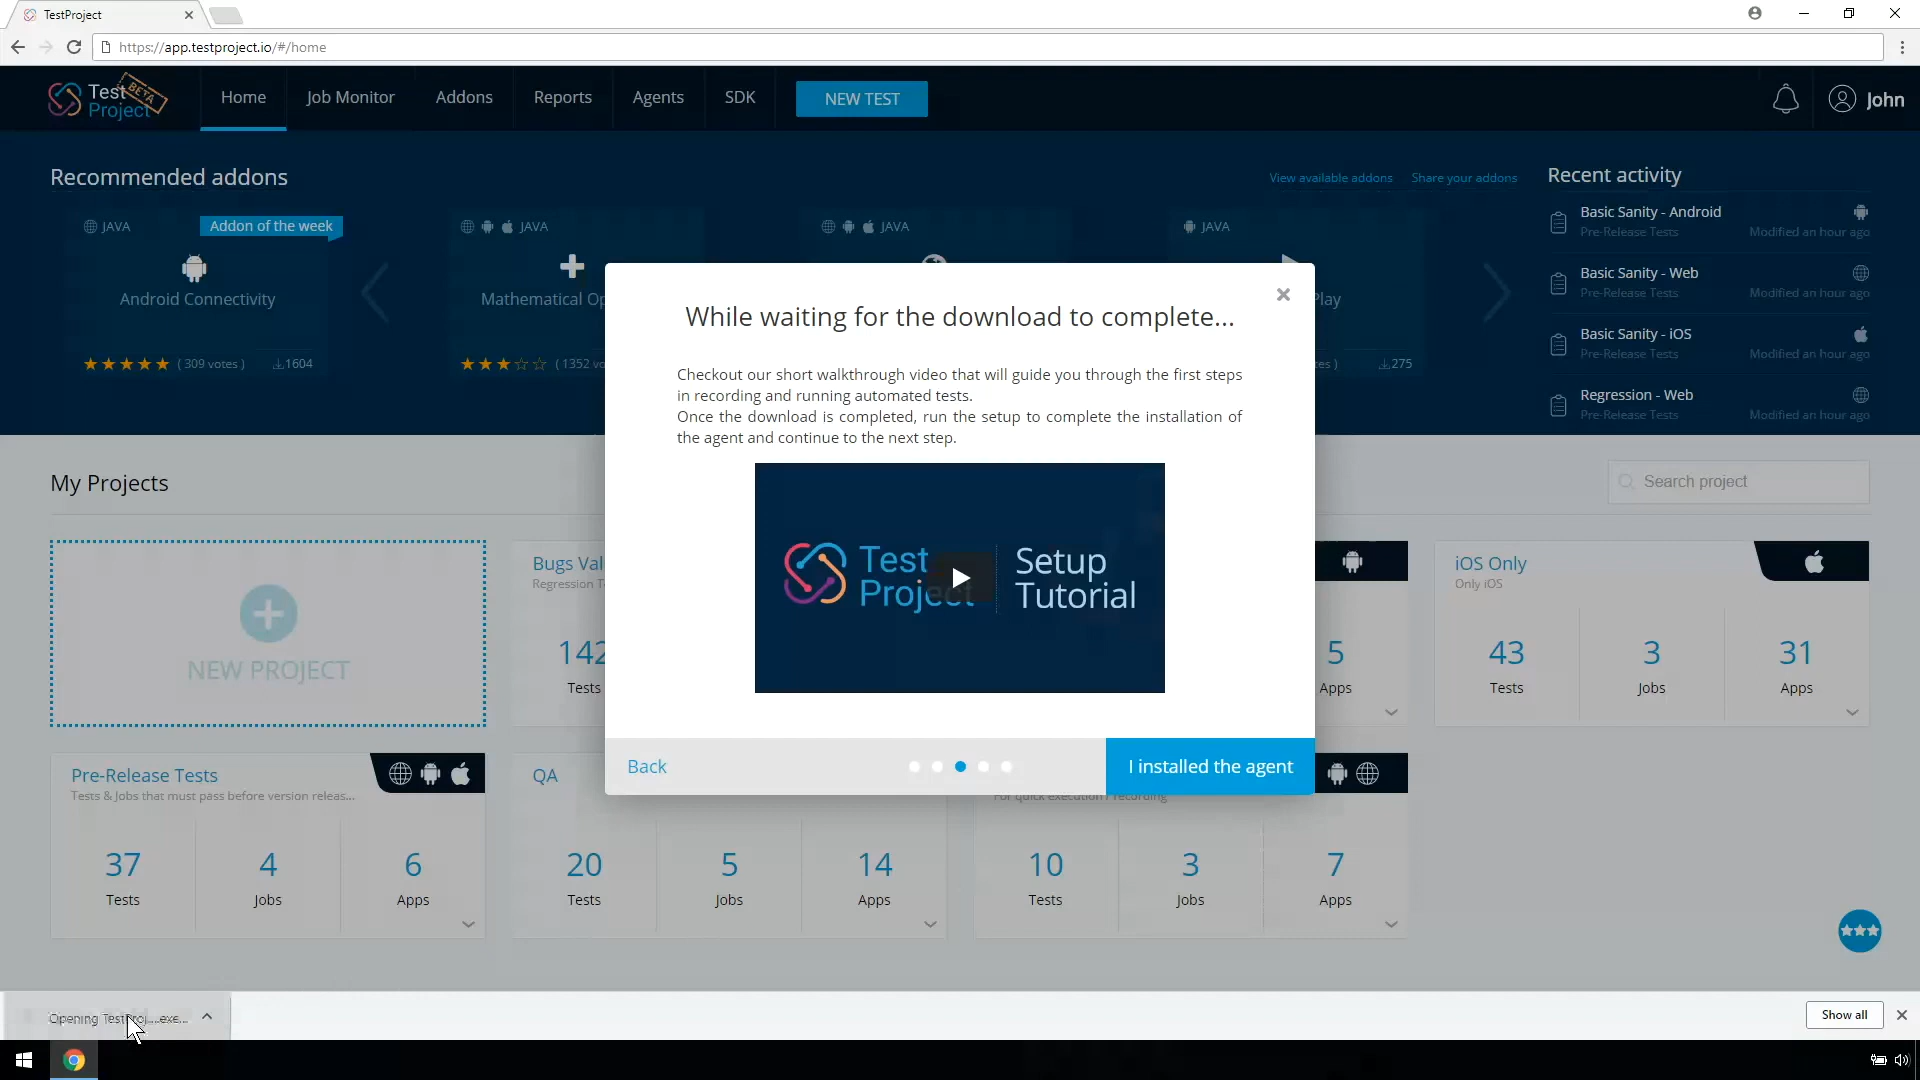 TestProject
https://app.testproject.io/#/home
Test
Project
BETA
Home
Job Monitor
Addons
Reports
Agents
SDK
NEW TEST
John
Recommended addons
View available addons
Share your addons
Recent activity
JAVA
Addon of the week
Android Connectivity
( 309 votes )
1604
JAVA
Mathematical Op
( 1352 vo
JAVA
JAVA
Play
es )
275
Basic Sanity - Android
Pre-Release Tests
Modified an hour ago
Basic Sanity - Web
Pre-Release Tests
Modified an hour ago
Basic Sanity - iOS
Pre-Release Tests
Modified an hour ago
Regression - Web
Pre-Release Tests
Modified an hour ago
While waiting for the download to complete...
Checkout our short walkthrough video that will guide you through the first steps
in recording and running automated tests.
Once the download is completed, run the setup to complete the installation of
the agent and continue to the next step.
Test
Project
Setup
Tutorial
Back
I installed the agent
My Projects
Search project
NEW PROJECT
Bugs Val
Regression T
142
Tests
5
Apps
iOS Only
Only iOS
43
Tests
3
Jobs
31
Apps
Pre-Release Tests
Tests & Jobs that must pass before version releas...
37
Tests
4
Jobs
6
Apps
QA
20
Tests
5
Jobs
14
Apps
For quick execution / recording
10
Tests
3
Jobs
7
Apps
Opening TestProj....exe...
Show all